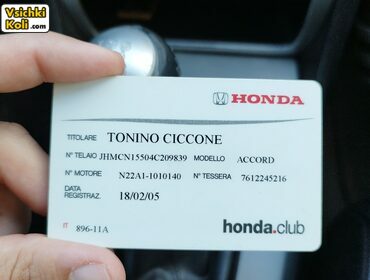 Vsichki
Koli.com
HONDA
TITOLARE TONINO CICCONE
N° TELAIO JHMCN15504C209839 MODELLO ACCORD
N° MOTORE N22A1-1010140 N° TESSERA 7612245216
DATA
REGISTRAZ. 18/02/05
IT 896-11A
honda.club